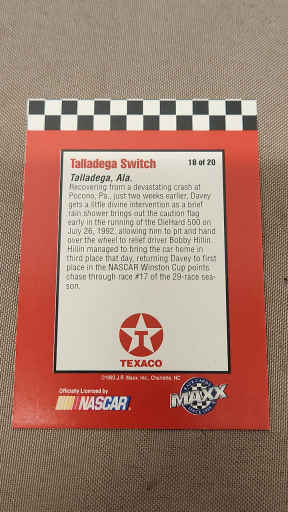 Talladega Switch 18 of 20
Talladega, Ala.
Recovering from a devastating crash at
Pocono, Pa., just two weeks earlier, Davey
gets a little divine intervention as a brief
rain shower brings out the caution flag
early in the running of the DieHard 500 on
July 26, 1992, allowing him to pit and hand
over the wheel to relief driver Bobby Hillin.
Hillin managed to bring the car home in
third place that day, returning Davey to first
place in the NASCAR Winston Cup points
chase through race #17 of the 29-race sea-
son.
T
TEXACO
©1993 J.R. Maxx, Inc., Charlotte, NC
Officially Licensed by
NASCAR
MAXX